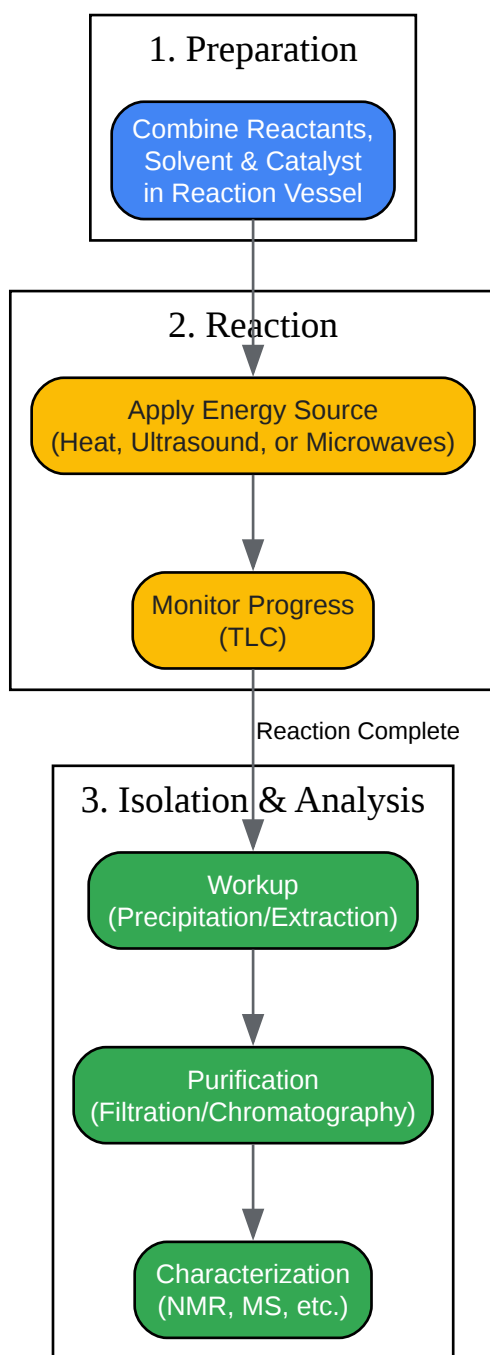 1. Preparation
Combine Reactants,
Solvent & Catalyst
in Reaction Vessel
2. Reaction
Apply Energy Source
(Heat, Ultrasound, or Microwaves)
Monitor Progress
(TLC)
Reaction Complete
3. Isolation & Analysis
Workup
(Precipitation/Extraction)
Purification
(Filtration/Chromatography)
Characterization
(NMR, MS, etc.)